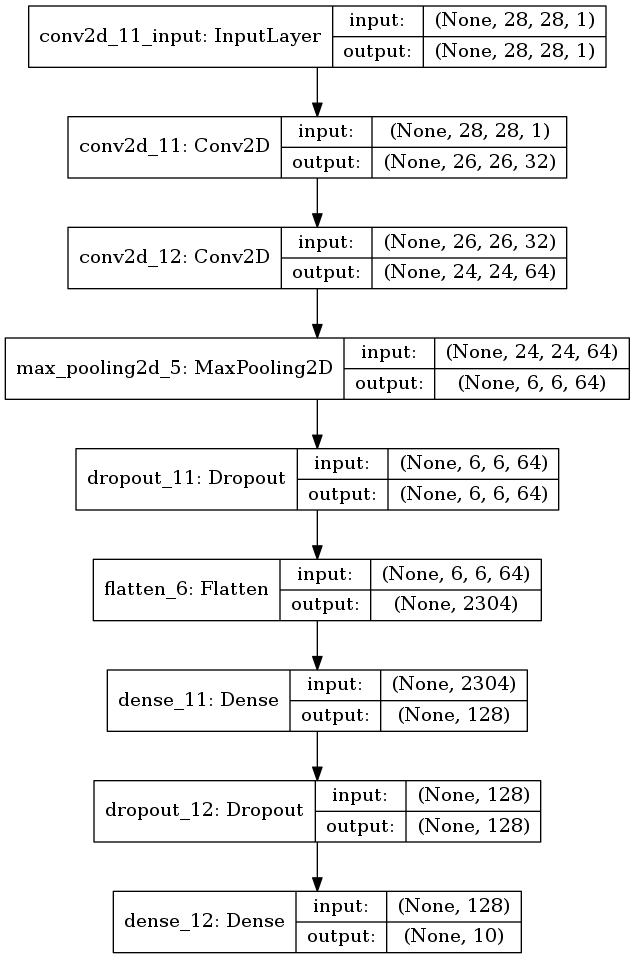 conv2d_11_input: InputLayer
input: (None, 28, 28, 1)
output: (None, 28, 28, 1)
conv2d_11: Conv2D
input: (None, 28, 28, 1)
output: (None, 26, 26, 32)
conv2d_12: Conv2D
input: (None, 26, 26, 32)
output: (None, 24, 24, 64)
max_pooling2d_5: MaxPooling2D
input: (None, 24, 24, 64)
output: (None, 6, 6, 64)
dropout_11: Dropout
input: (None, 6, 6, 64)
output: (None, 6, 6, 64)
flatten_6: Flatten
input: (None, 6, 6, 64)
output: (None, 2304)
dense_11: Dense
input: (None, 2304)
output: (None, 128)
dropout_12: Dropout
input: (None, 128)
output: (None, 128)
dense_12: Dense
input: (None, 128)
output: (None, 10)